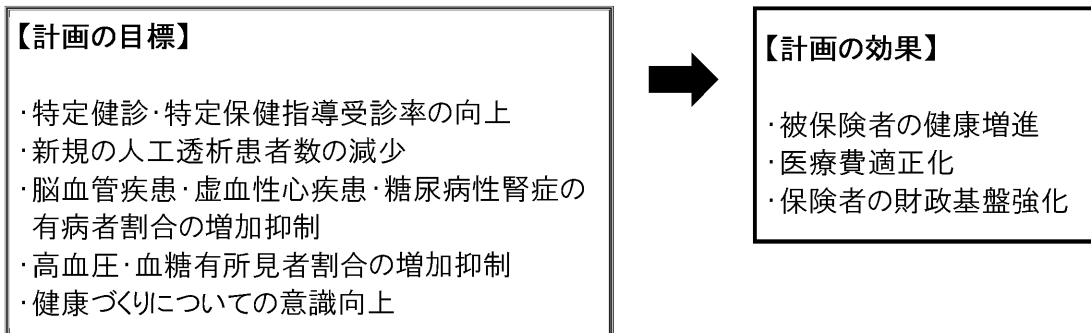 【計画の目標】
・特定健診・特定保健指導受診率の向上
・新規の人工透析患者数の減少
・脳血管疾患・虚血性心疾患・糖尿病性腎症の
有病者割合の増加抑制
・高血圧・血糖有所見者割合の増加抑制
・健康づくりについての意識向上
【計画の効果】
・被保険者の健康増進
・医療費適正化
・保険者の財政基盤強化